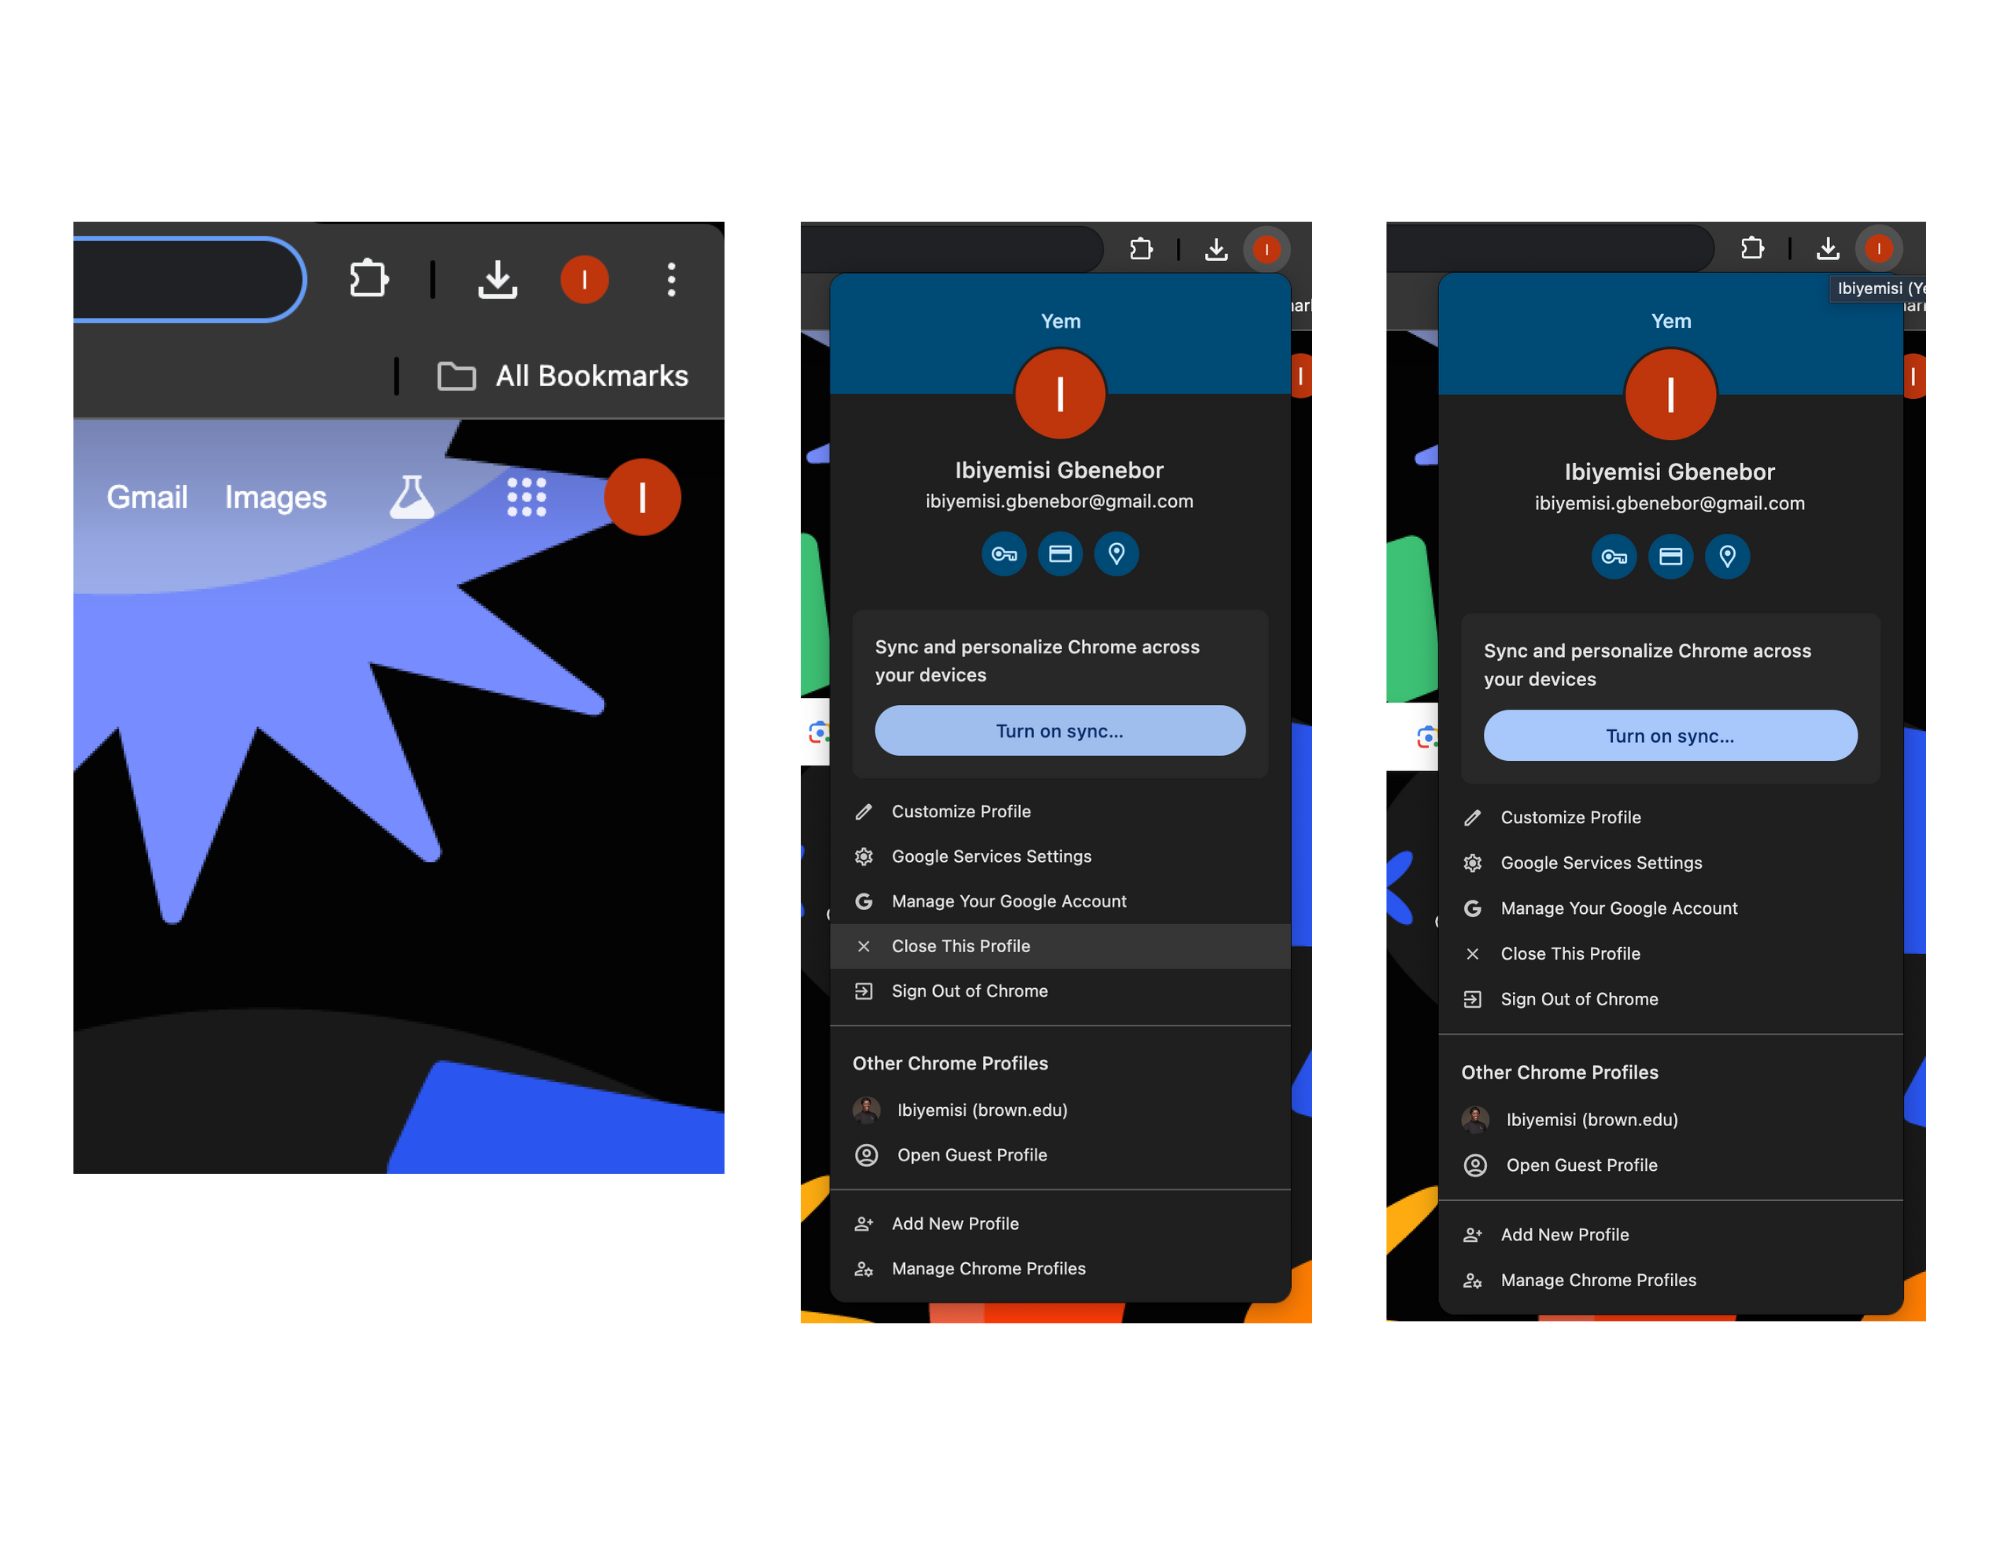 I
All Bookmarks
Gmail Images
I
I
Yem
I
I
Ibiyemisi Gbenebor
ibiyemisi.gbenebor@gmail.com
Sync and personalize Chrome across
your devices
Turn on sync...
Customize Profile
Google Services Settings
G Manage Your Google Account
Close This Profile
Sign Out of Chrome
Other Chrome Profiles
Ibiyemisi (brown.edu)
Open Guest Profile
Add New Profile
Manage Chrome Profiles
I
Ibiyemisi (Ye
Yem
I
I
Ibiyemisi Gbenebor
ibiyemisi.gbenebor@gmail.com
Sync and personalize Chrome across
your devices
Turn on sync...
Customize Profile
Google Services Settings
G Manage Your Google Account
Close This Profile
Sign Out of Chrome
Other Chrome Profiles
Ibiyemisi (brown.edu)
Open Guest Profile
Add New Profile
Manage Chrome Profiles